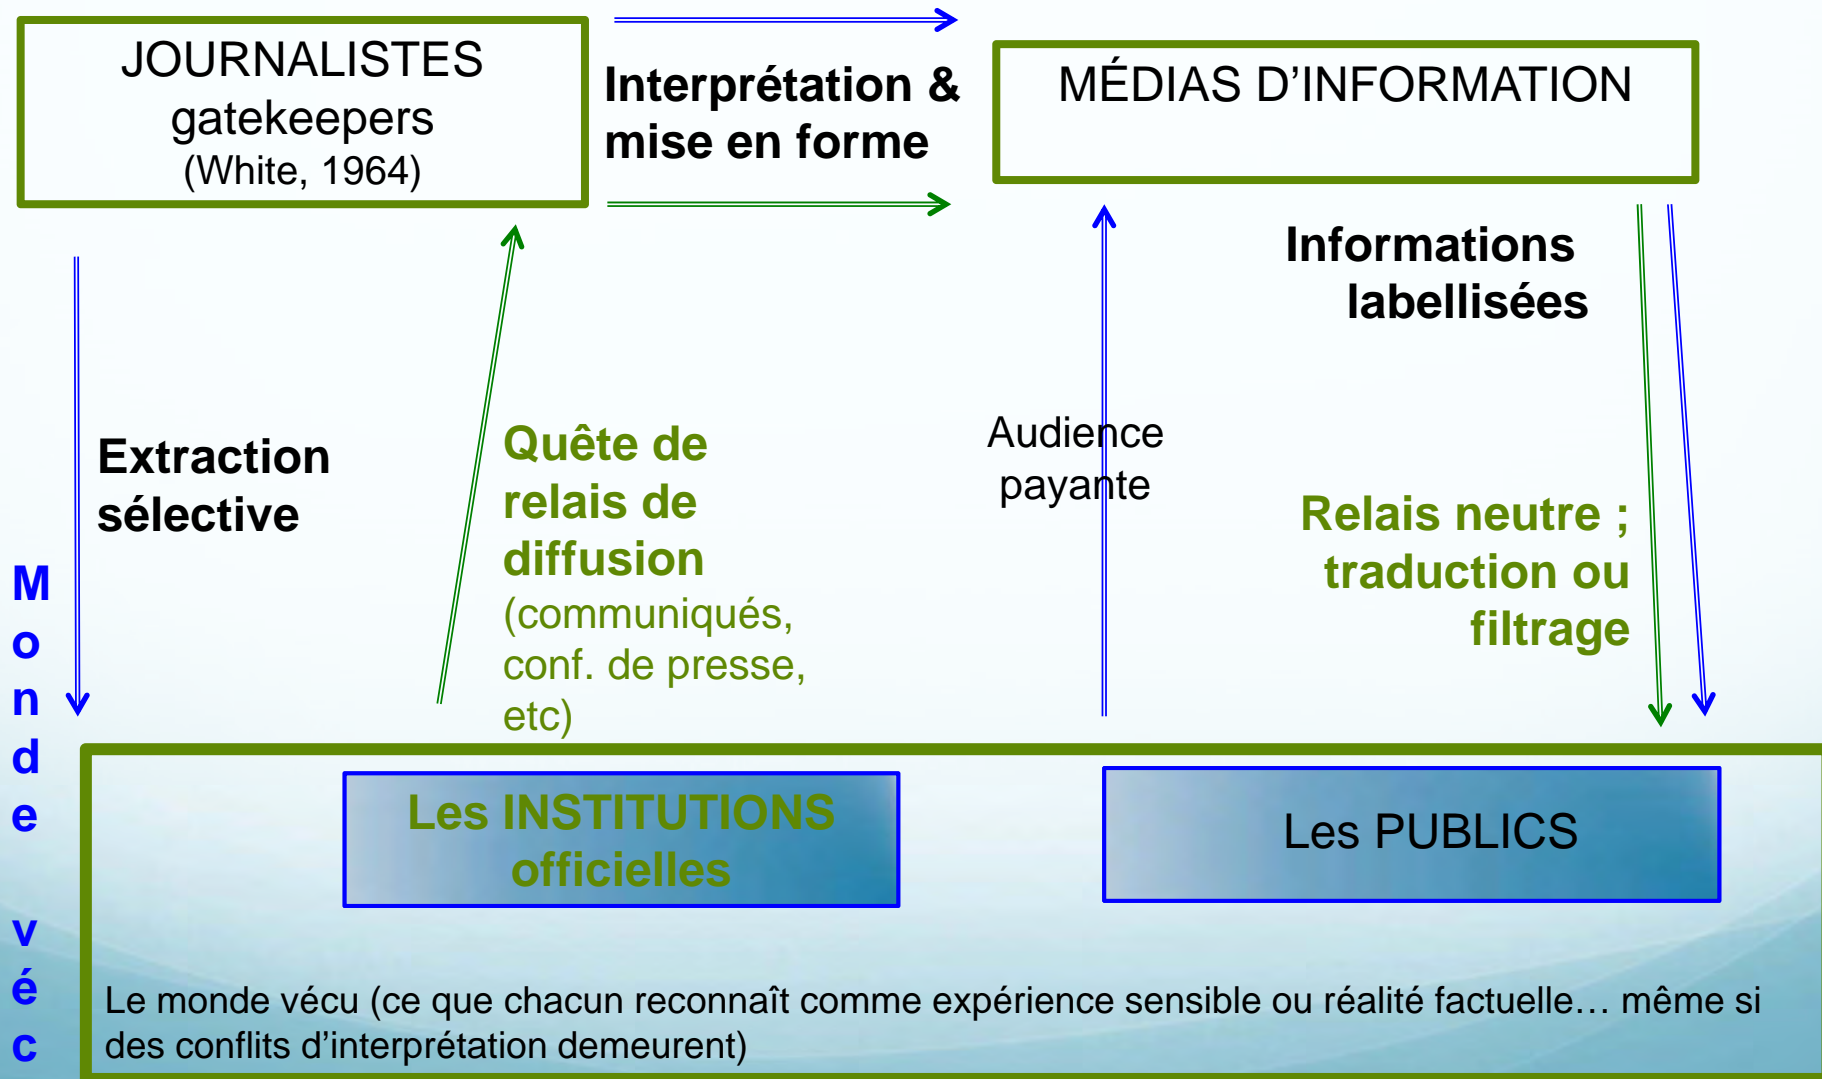 JOURNALISTES
gatekeepers
(White, 1964)
Interprétation &
mise en forme
MÉDIAS D’INFORMATION
Informations
labellisées
Extraction
sélective
Quête de
relais de
diffusion
(communiqués,
conf. de presse,
etc)
Audience
payante
Relais neutre ;
traduction ou
filtrage
M
o
n
d
e
v
é
c
Les INSTITUTIONS
officielles
Les PUBLICS
Le monde vécu (ce que chacun reconnaît comme expérience sensible ou réalité factuelle… même si
des conflits d’interprétation demeurent)